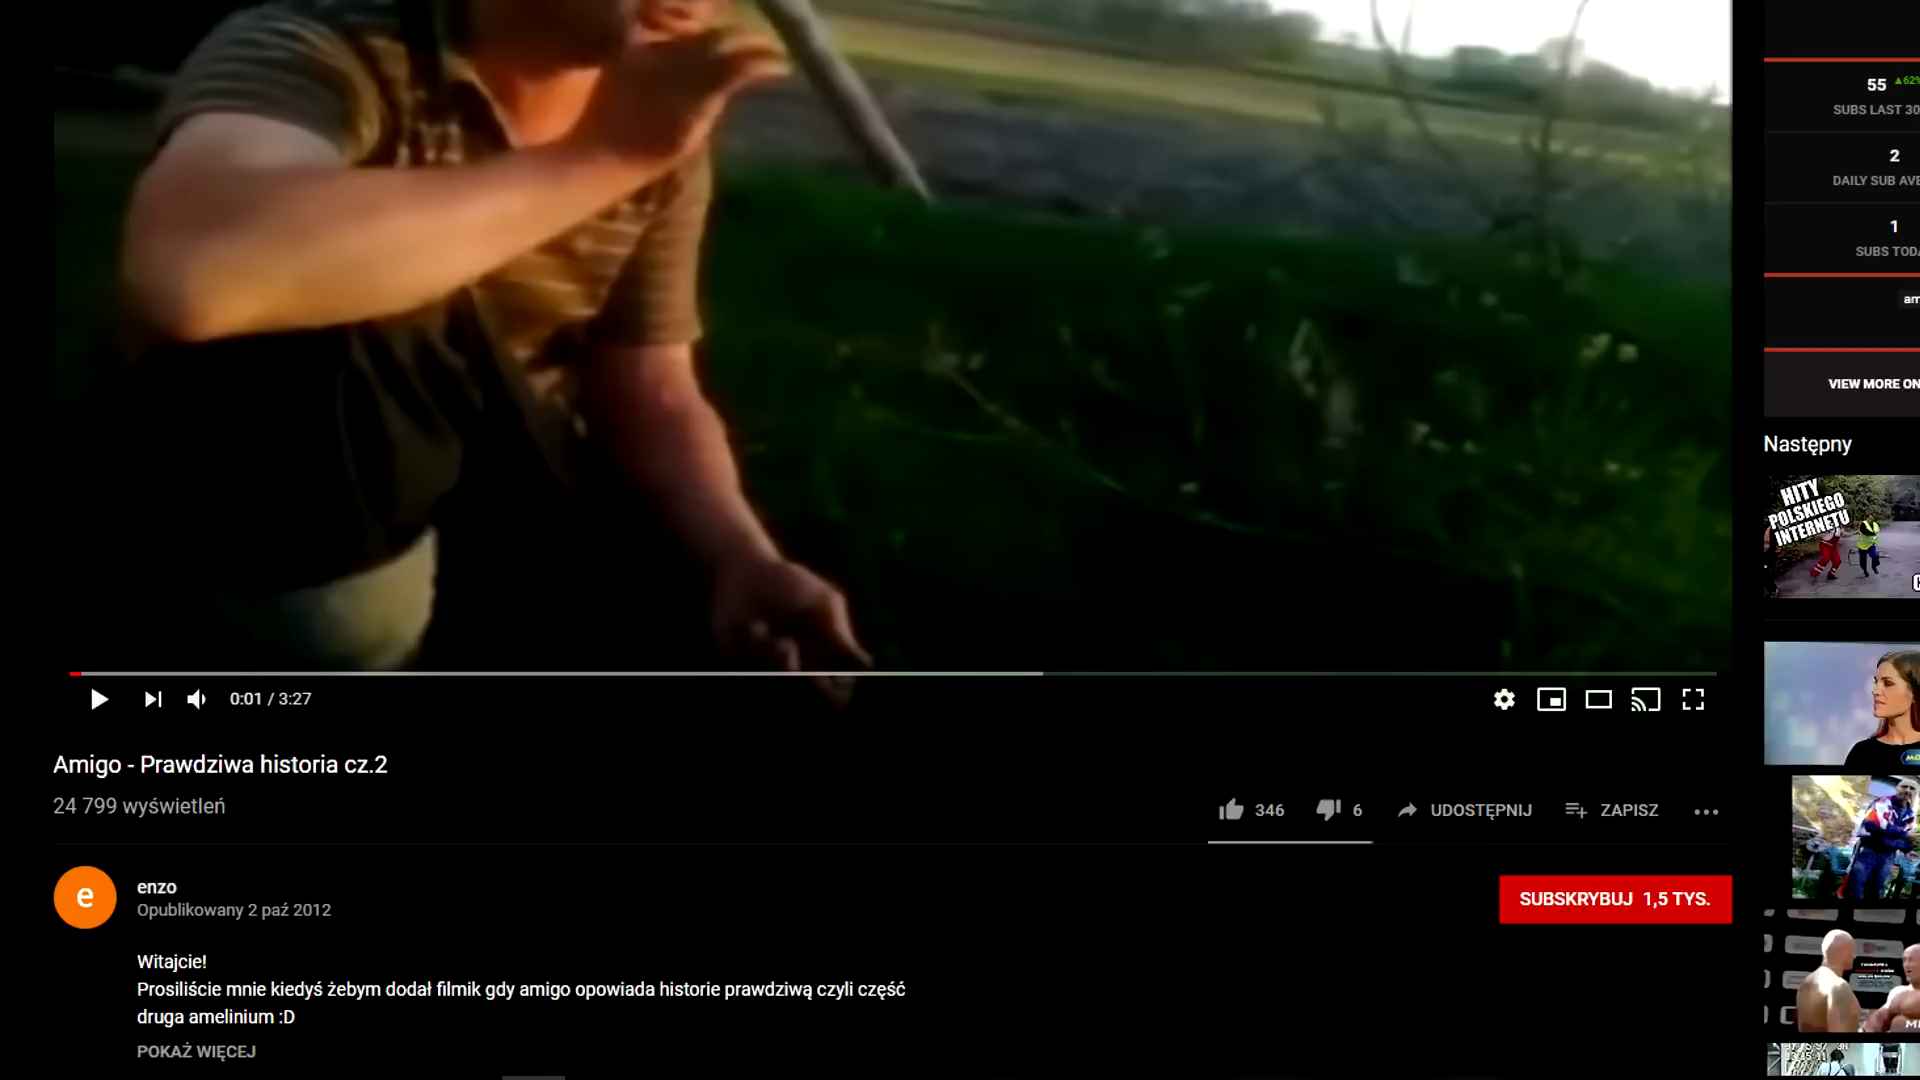 0:01 / 3:27
Amigo - Prawdziwa historia cz.2
24 799 wyświetleń
346
6
UDOSTĘPNIJ
ZAPISZ
e
enzo
Opublikowany 2 paź 2012
SUBSKRYBUJ 1,5 TYS.
Witajcie!
Prosiliście mnie kiedyś żebym dodał filmik gdy amigo opowiada historie prawdziwą czyli część
druga amelinium :D
POKAŻ WIĘCEJ
55 ▲62%
SUBS LAST 30
2
DAILY SUB AVE
1
SUBS TODA
am
VIEW MORE ON
Następny
HITY
POLSKIEGO
INTERNETU